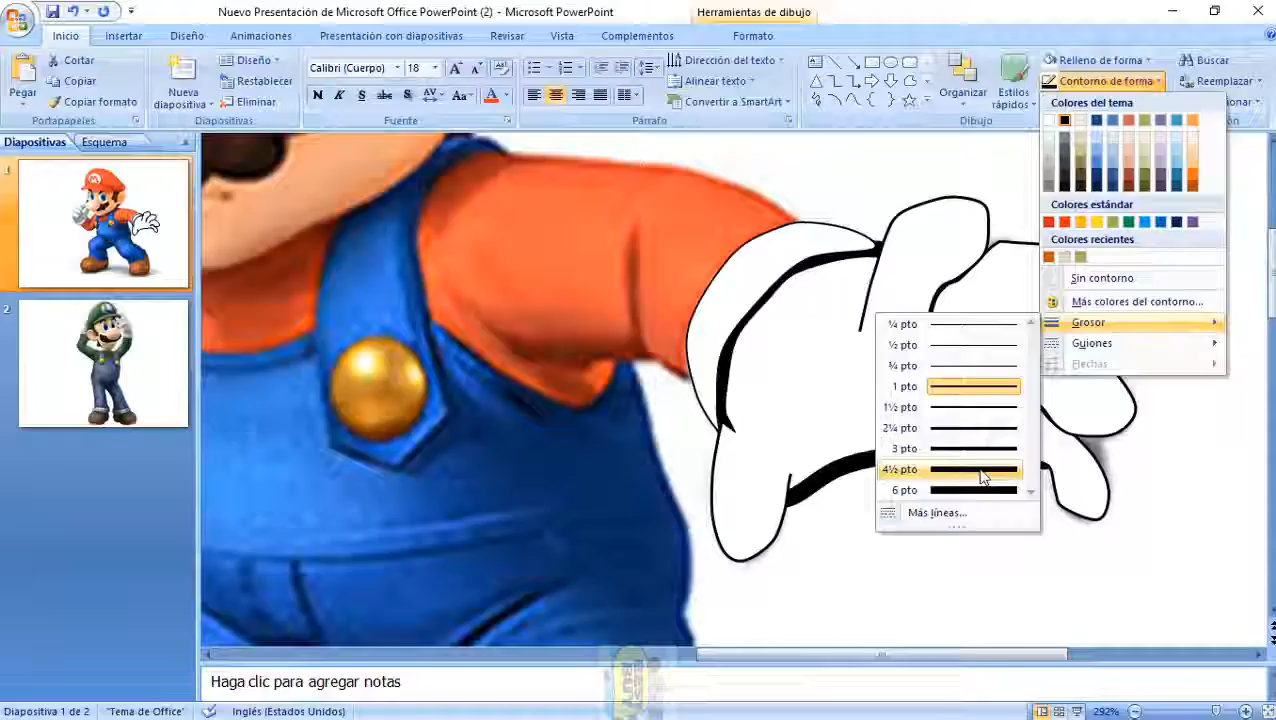 Nuevo Presentación de Microsoft Office PowerPoint (2) - Microsoft PowerPoint
Herramientas de dibujo
Inicio Insertar Diseño Animaciones Presentación con diapositivas Revisar Vista Complementos Formato
Pegar
Cortar
Copiar
Copiar formato
Portapapeles
Nueva diapositiva
Diseño
Restablecer
Eliminar
Diapositivas
Calibri (Cuerpo) 18
N K S abc AV Aa A
Fuente
Dirección del texto
Alinear texto
Convertir a SmartArt
Párrafo
Organizar
Estilos rápidos
Dibujo
Relleno de forma
Contorno de forma
Buscar
Reemplazar
Colores del tema
Colores estándar
Colores recientes
Sin contorno
Más colores del contorno...
Grosor
Guiones
Flechas
¼ pto
½ pto
¾ pto
1 pto
1½ pto
2¼ pto
3 pto
4½ pto
6 pto
Más líneas...
Diapositivas Esquema
1
2
Haga clic para agregar notas
Diapositiva 1 de 2 "Tema de Office" Inglés (Estados Unidos) 292%